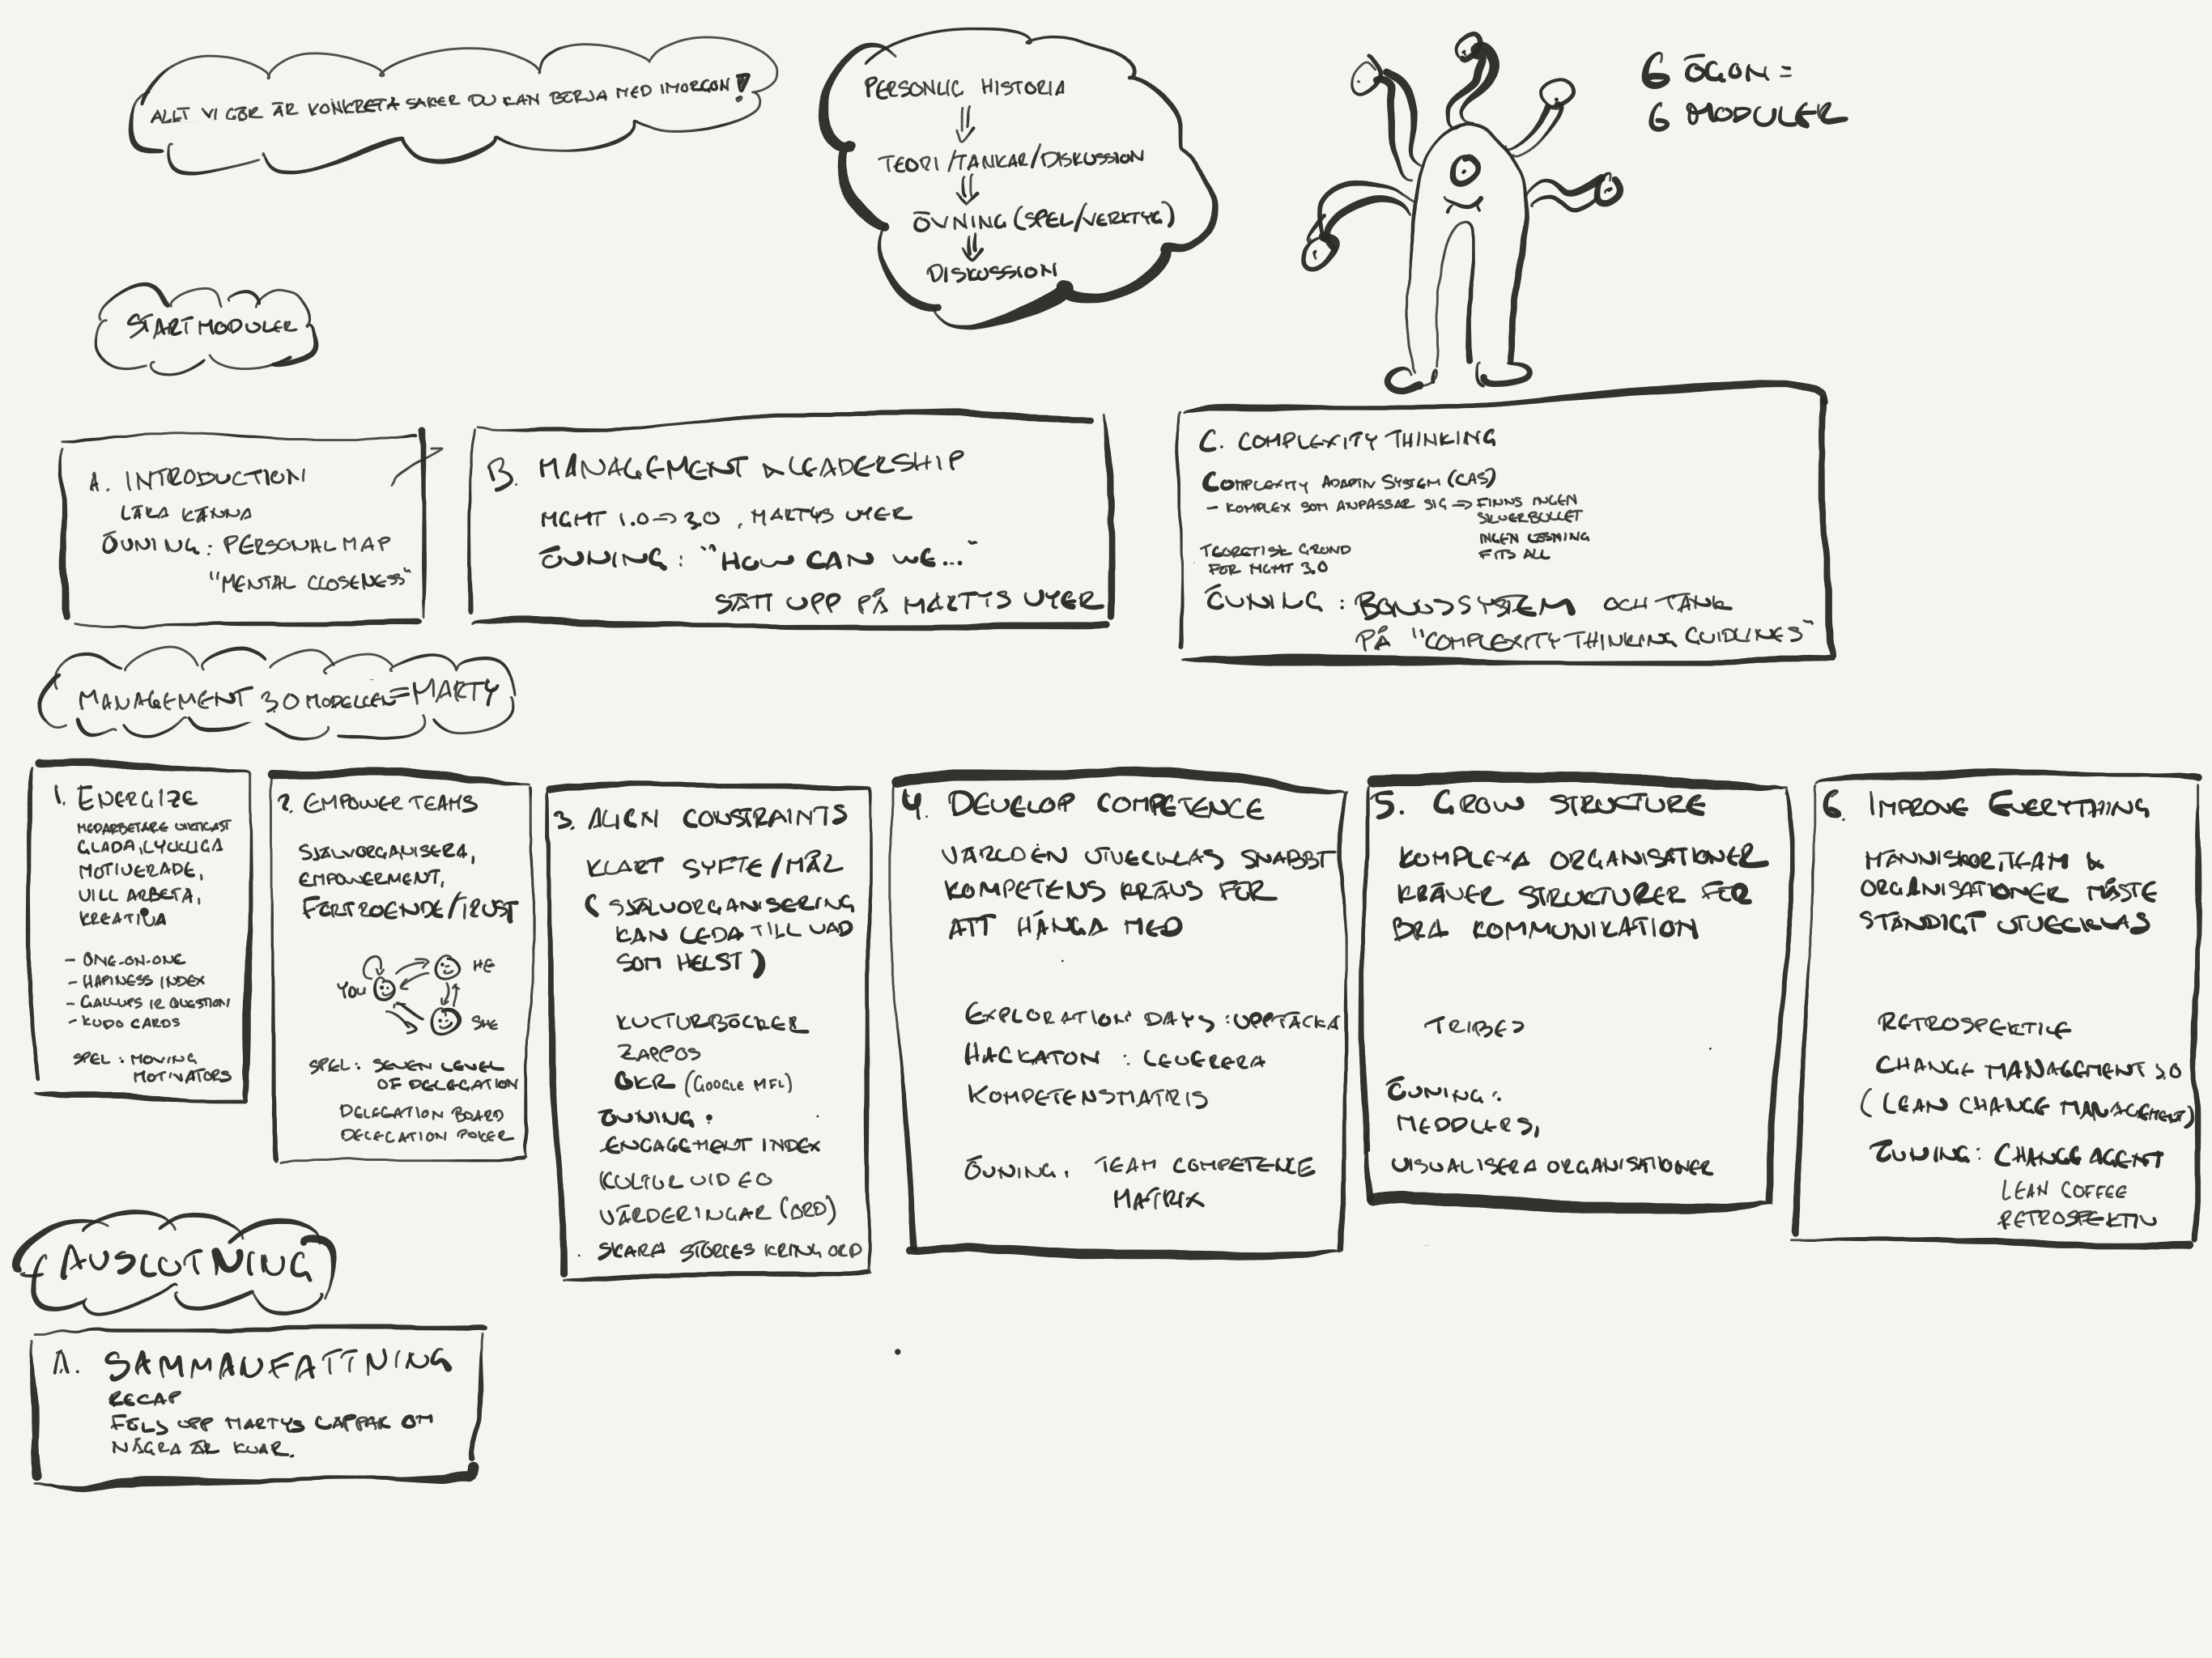 ALLT VI GÖR ÄR KONKRETA SAKER DU KAN BÖRJA MED IMORGON!
PERSONLIG HISTORIA
TEORI/TANKAR/DISKUSSION
ÖVNING (SPEL/VERKTYG)
DISKUSSION
6 ÖGON =
6 MODULER
STARTMODULER
A. INTRODUCTION
LÄRA KÄNNA
ÖVNING: PERSONAL MAP
"MENTAL CLOSENESS"
B. MANAGEMENT & LEADERSHIP
MGMT 1.0 => 3.0, MARTYS VYER
ÖVNING: "HOW CAN WE..."
SÄTT UPP PÅ MARTYS VYER
C. COMPLEXITY THINKING
COMPLEXITY ADAPTIV SYSTEM (CAS)
- KOMPLEX SOM ANPASSAR SIG => FINNS INGEN
SILVERBULLET
INGEN LÖSNING
FITS ALL
TEORETISK GRUND
FÖR MGMT 3.0
ÖVNING: BONUSSYSTEM OCH TÄNK
PÅ "COMPLEXITY THINKING GUIDLINES"
MANAGEMENT 3.0 MODELLEN = MARTY
1. ENERGIZE
MEDARBETARE VIKTIGAST
GLADA, LYCKLIGA
MOTIVERADE,
VILL ARBETA,
KREATIVA
- ONE-ON-ONE
- HAPINESS INDEX
- GALLUPS 12 QUESTION
- KUDO CARDS
SPEL: MOVING
MOTIVATORS
2. EMPOWER TEAMS
SJÄLVORGANISERA,
EMPOWERMENT,
FÖRTROENDE/TRUST
YOU
HE
SHE
SPEL: SEVEN LEVEL
OF DELEGATION
DELEGATION BOARD
DELEGATION POKER
3. ALIGN CONSTRAINTS
KLART SYFTE/MÅL
(SJÄLVORGANISERING
KAN LEDA TILL VAD
SOM HELST)
KULTURBÖCKER
ZAPPOS
OKR (GOOGLE MFL)
ÖVNING:
ENGAGEMENT INDEX
KULTUR VID EO
VÄRDERINGAR (ORD)
SKAPA STORIES KRING ORD
4. DEVELOP COMPETENCE
VÄRLDEN UTVECKLAS SNABBT
KOMPETENS KRÄVS FÖR
ATT HÄNGA MED
EXPLORATION DAYS: UPPTÄCKA
HACKATON: LEVERERA
KOMPETENSMATRIS
ÖVNING: TEAM COMPETENCE
MATRIX
5. GROW STRUCTURE
KOMPLEXA ORGANISATIONER
KRÄVER STRUKTURER FÖR
BRA KOMMUNIKATION
TRIBES
ÖVNING:
MEDDLERS,
VISUALISERA ORGANISATIONER
6. IMPROVE EVERYTHING
MÄNNISKOR, TEAM &
ORGANISATIONER MÅSTE
STÄNDIGT UTVECKLAS
RETROSPEKTIVE
CHANGE MANAGEMENT 3.0
(LEAN CHANGE MANAGEMENT)
ÖVNING: CHANGE AGENT
LEAN COFFEE
RETROSPEKTIV
AVSLUTNING
A. SAMMANFATTNING
RECAP
FÖLJ UPP MARTYS LAPPAR OM
NÅGRA ÄR KVAR.